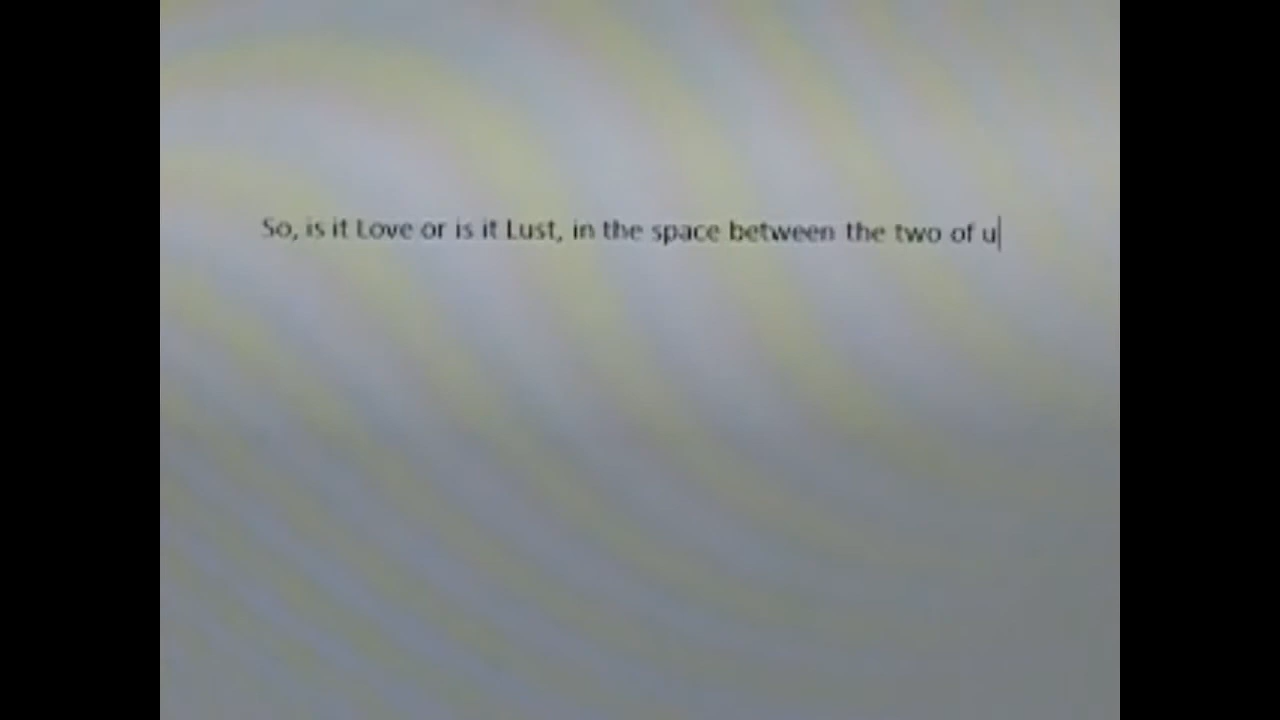 So, is it Love or is it Lust, in the space between the two of u